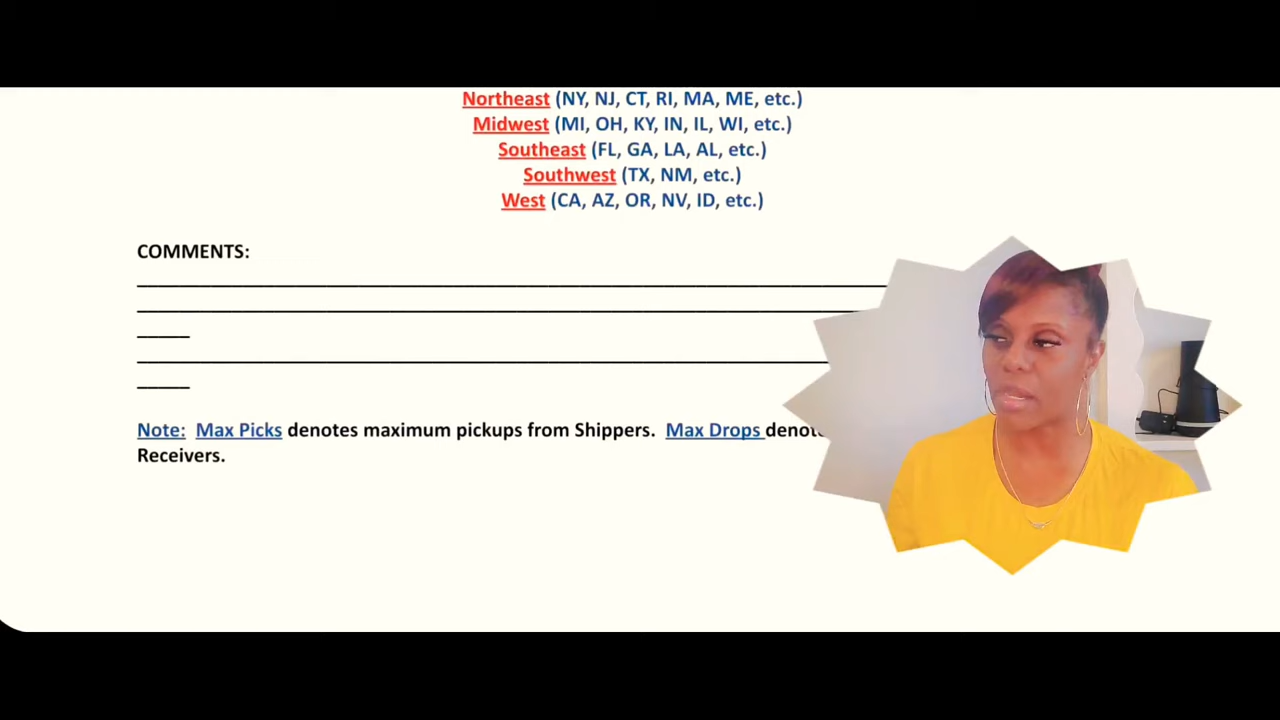 Northeast (NY, NJ, CT, RI, MA, ME, etc.)
Midwest (MI, OH, KY, IN, IL, WI, etc.)
Southeast (FL, GA, LA, AL, etc.)
Southwest (TX, NM, etc.)
West (CA, AZ, OR, NV, ID, etc.)
COMMENTS:
Note: Max Picks denotes maximum pickups from Shippers. Max Drops
Receivers.